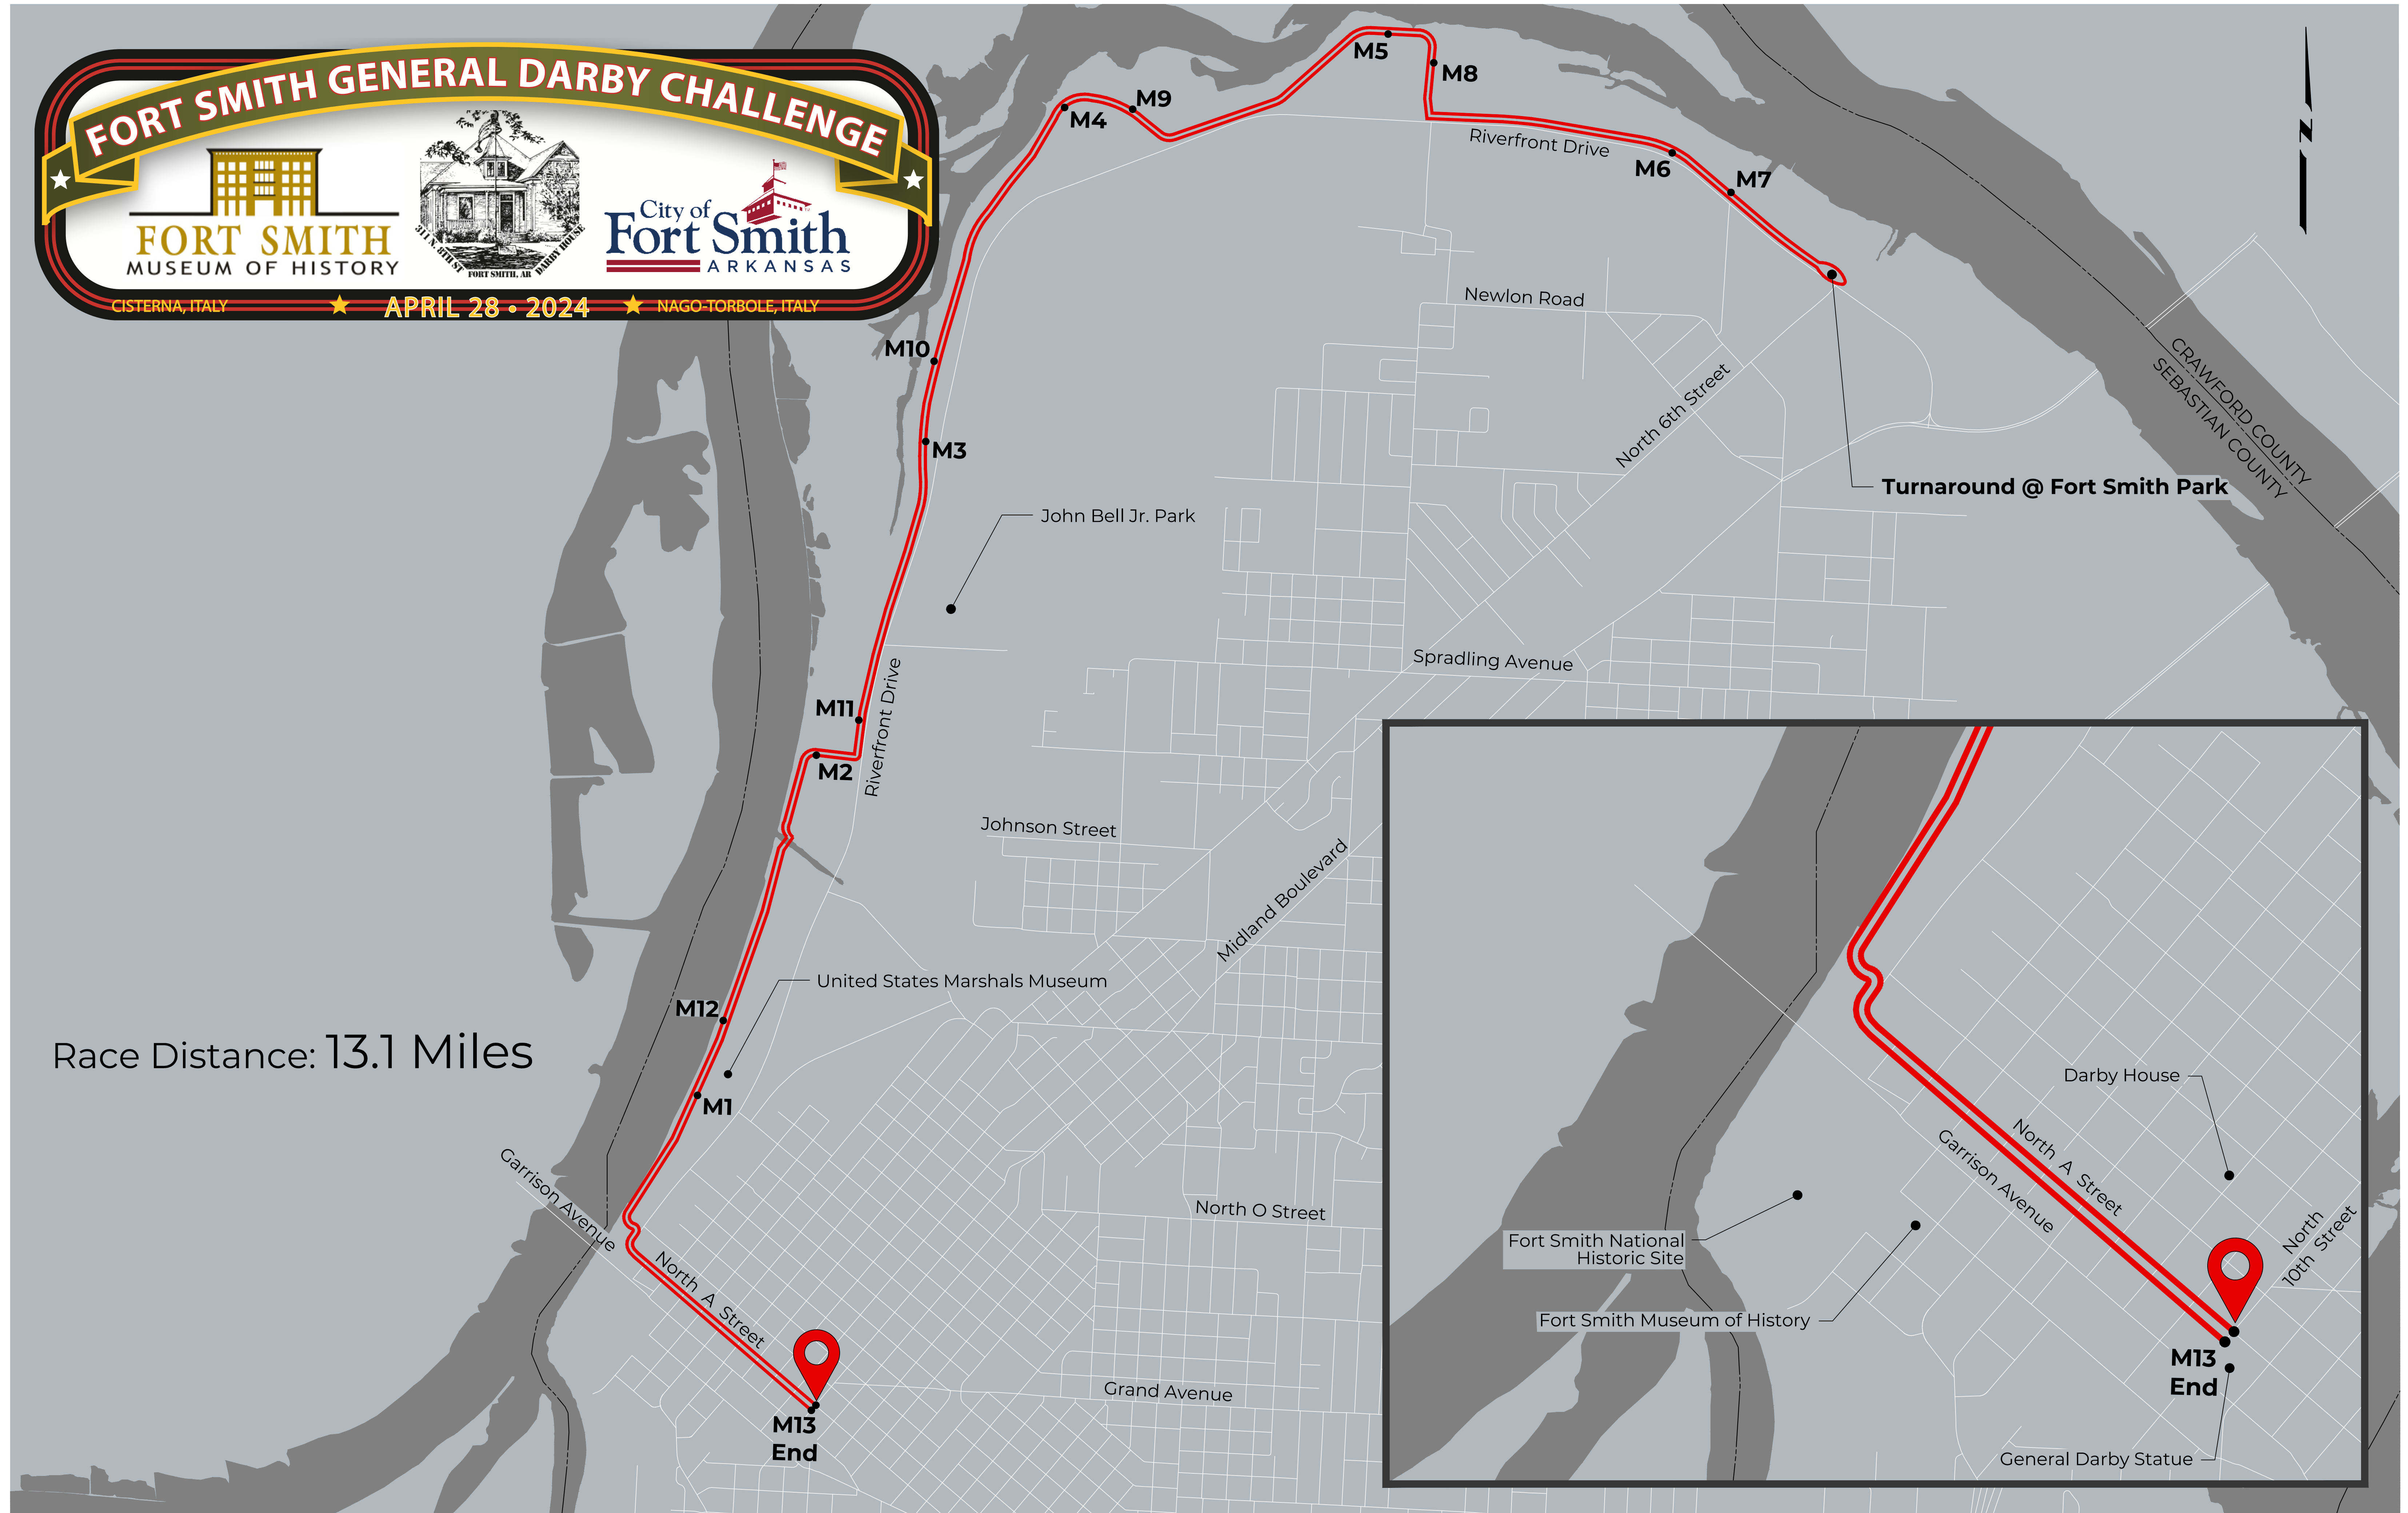 FORT SMITH GENERAL DARBY CHALLENGE
FORT SMITH
MUSEUM OF HISTORY
311 N. 8TH ST
FORT SMITH, AR
DARBY HOUSE
City of
Fort Smith
ARKANSAS
CISTERNA, ITALY
APRIL 28 • 2024
NAGO-TORBOLE, ITALY
N
M5
M8
M9
M4
Riverfront Drive
M6
M7
Newlon Road
M10
North 6th Street
CRAWFORD COUNTY
SEBASTIAN COUNTY
M3
Turnaround @ Fort Smith Park
John Bell Jr. Park
Spradling Avenue
Riverfront Drive
M11
M2
Johnson Street
Midland Boulevard
United States Marshals Museum
M12
Race Distance: 13.1 Miles
M1
Garrison Avenue
North O Street
North A Street
Grand Avenue
M13
End
Darby House
North A Street
Garrison Avenue
North
10th Street
Fort Smith National
Historic Site
Fort Smith Museum of History
M13
End
General Darby Statue